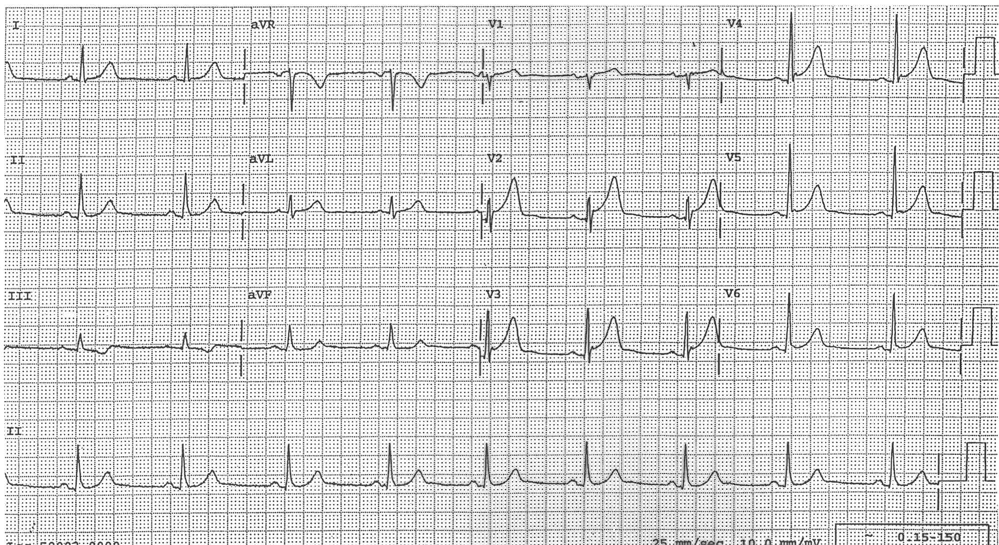 I aVR V1 V4
II aVL V2 V5
III aVF V3 V6
II
25 mm/sec 10.0 mm/mV ~ 0.15-150